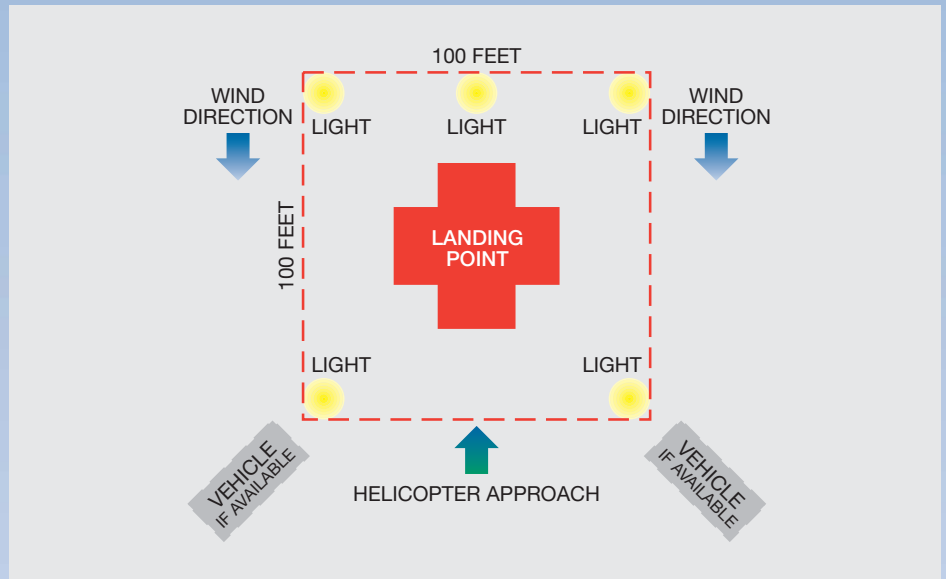 100 FEET
WIND
DIRECTION
WIND
DIRECTION
LIGHT
LIGHT
LIGHT
100 FEET
LANDING
POINT
LIGHT
LIGHT
VEHICLE
IF AVAILABLE
VEHICLE
IF AVAILABLE
HELICOPTER APPROACH